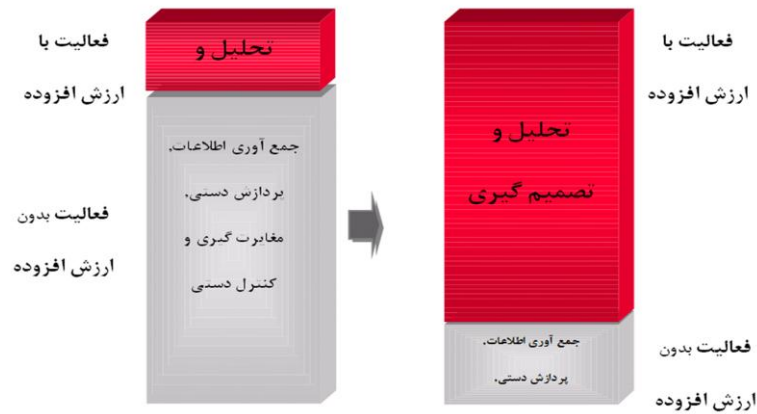 فعالیت با
ارزش افزوده
تحلیل و
جمع آوری اطلاعات،
پردازش دستی،
مغایرت گیری و
کنترل دستی
فعالیت بدون
ارزش افزوده
فعالیت با
ارزش افزوده
تحلیل و
تصمیم گیری
جمع آوری اطلاعات،
پردازش دستی،
فعالیت بدون
ارزش افزوده